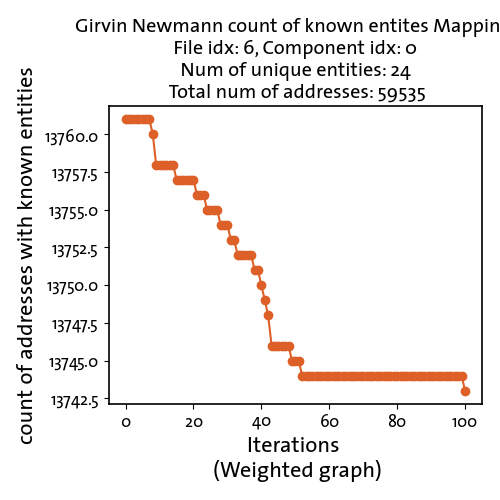 Girvin Newmann count of known entites Mappin
File idx: 6, Component idx: 0
Num of unique entities: 24
Total num of addresses: 59535
count of addresses with known entities
13760.0
13757.5
13755.0
13752.5
13750.0
13747.5
13745.0
13742.5
0 20 40 60 80 100
Iterations
(Weighted graph)